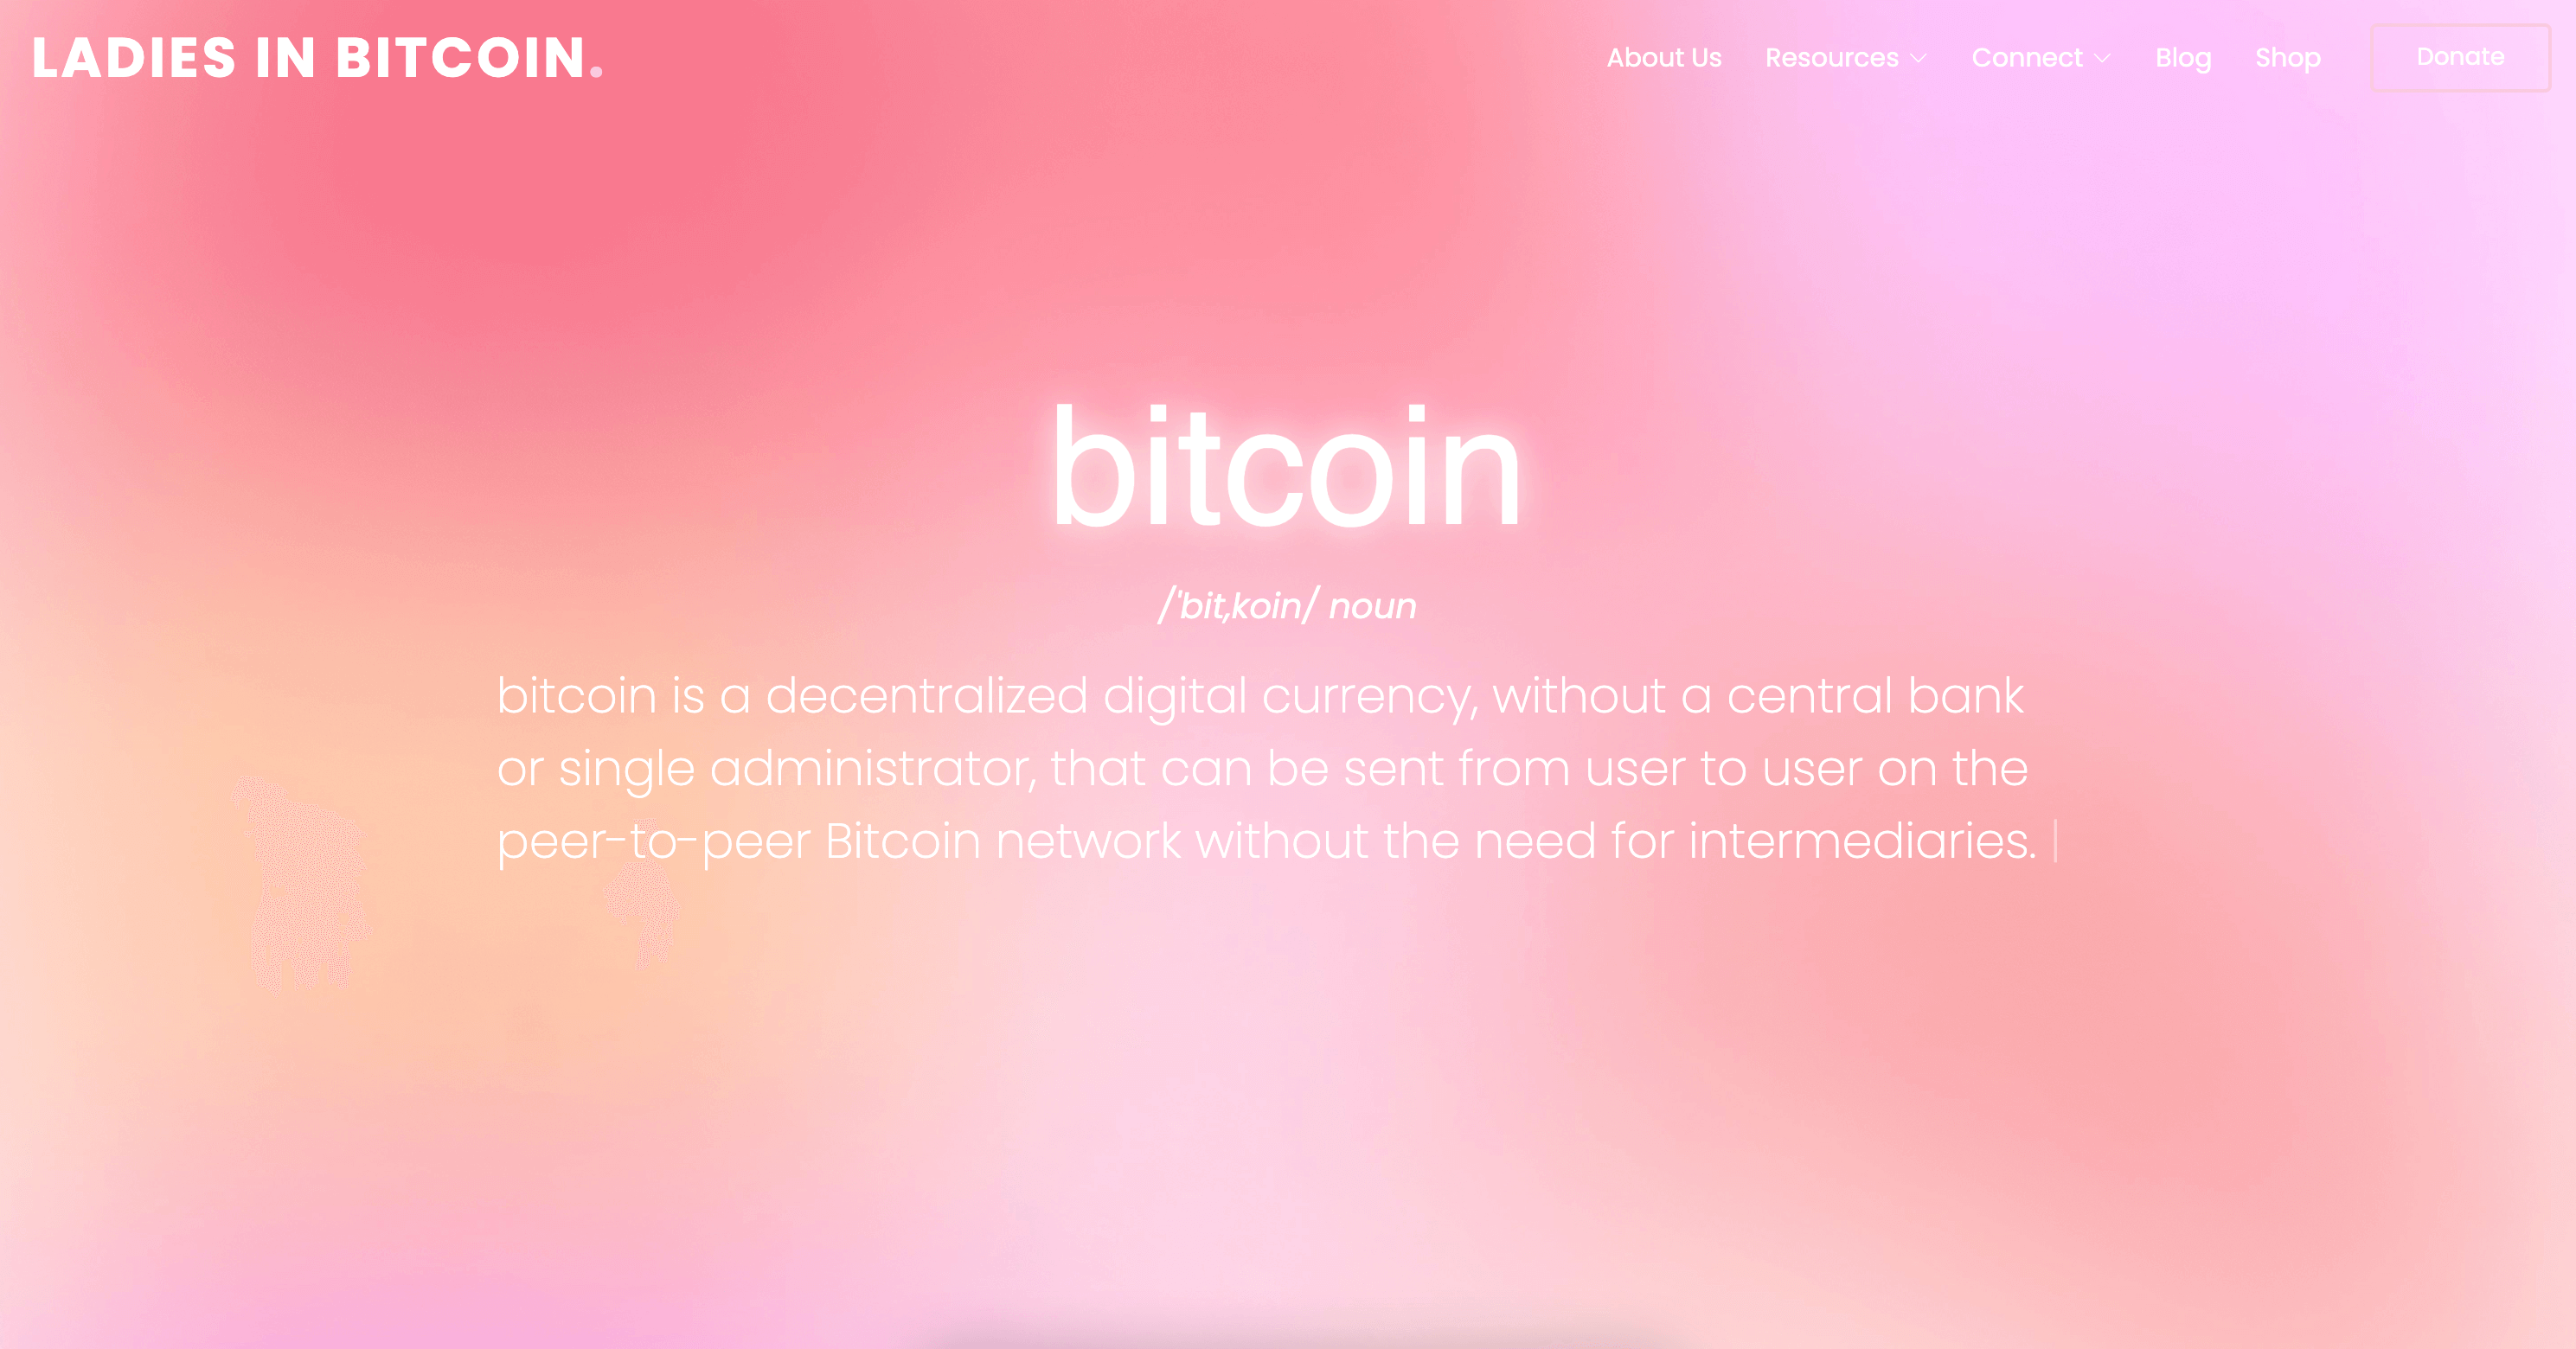 LADIES IN BITCOIN.
About Us Resources Connect Blog Shop Donate
bitcoin
/'bit,koin/ noun
bitcoin is a decentralized digital currency, without a central bank
or single administrator, that can be sent from user to user on the
peer-to-peer Bitcoin network without the need for intermediaries. |